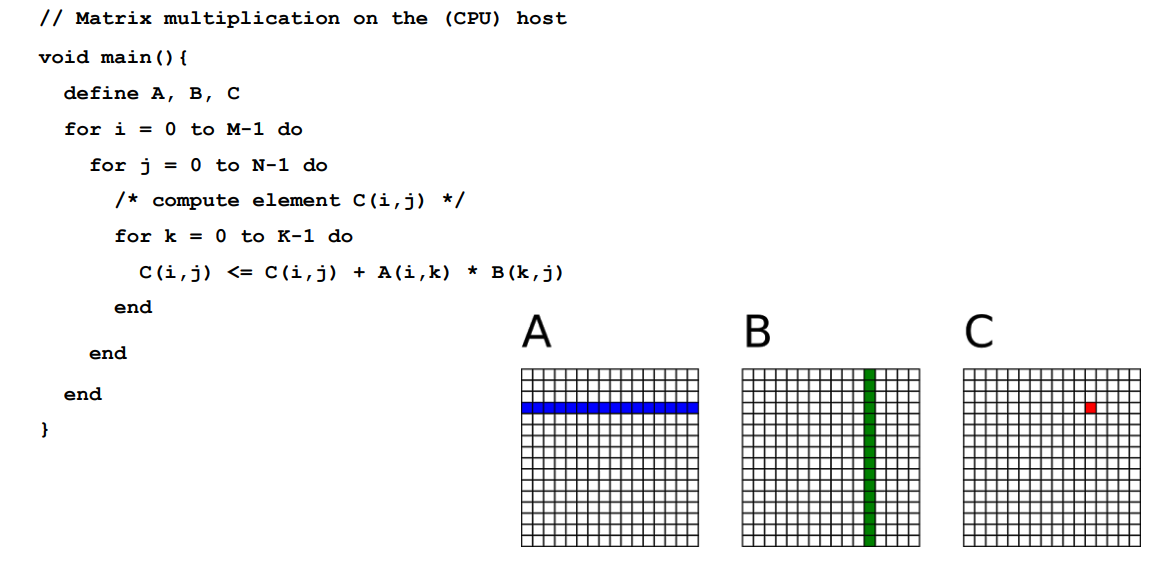 // Matrix multiplication on the (CPU) host
void main(){
define A, B, C
for i = 0 to M-1 do
for j = 0 to N-1 do
/* compute element C(i,j) */
for k = 0 to K-1 do
C(i,j) <= C(i,j) + A(i,k) * B(k,j)
end
end
end
}
A B C